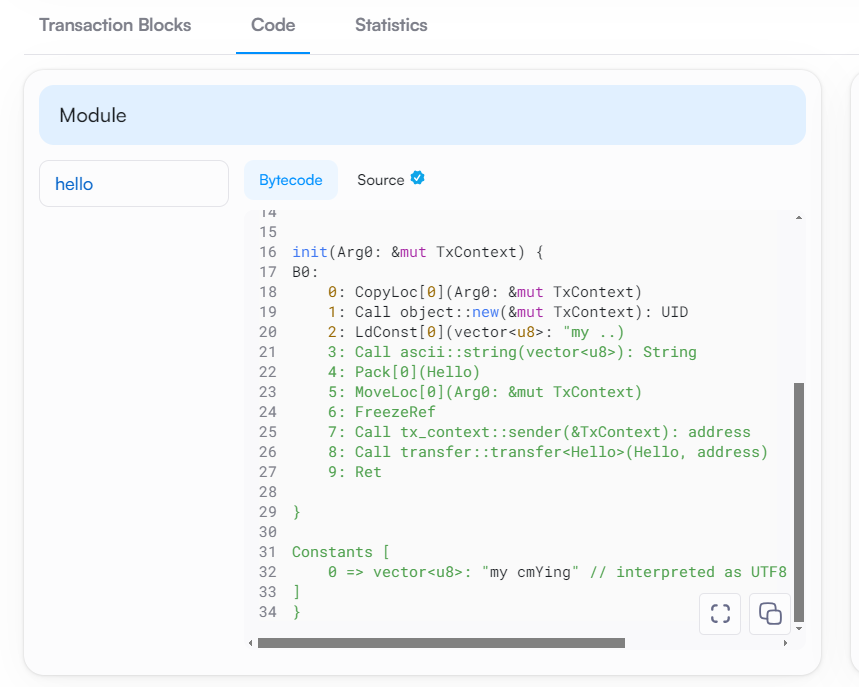 Transaction Blocks Code Statistics
Module
hello
Bytecode Source
14
15
16 init(Arg0: &mut TxContext) {
17 B0:
18 0: CopyLoc[0](Arg0: &mut TxContext)
19 1: Call object::new(&mut TxContext): UID
20 2: LdConst[0](vector<u8>: "my ..)
21 3: Call ascii::string(vector<u8>): String
22 4: Pack[0](Hello)
23 5: MoveLoc[0](Arg0: &mut TxContext)
24 6: FreezeRef
25 7: Call tx_context::sender(&TxContext): address
26 8: Call transfer::transfer<Hello>(Hello, address)
27 9: Ret
28
29 }
30
31 Constants [
32 0 => vector<u8>: "my cmYing" // interpreted as UTF8
33 ]
34 }